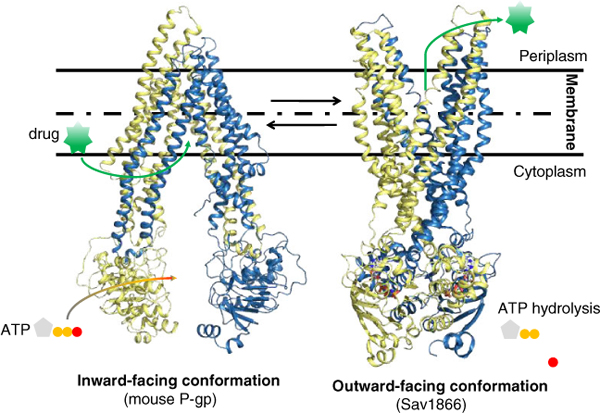 Periplasm
Membrane
drug
Cytoplasm
ATP
ATP hydrolysis
Inward-facing conformation
(mouse P-gp)
Outward-facing conformation
(Sav1866)